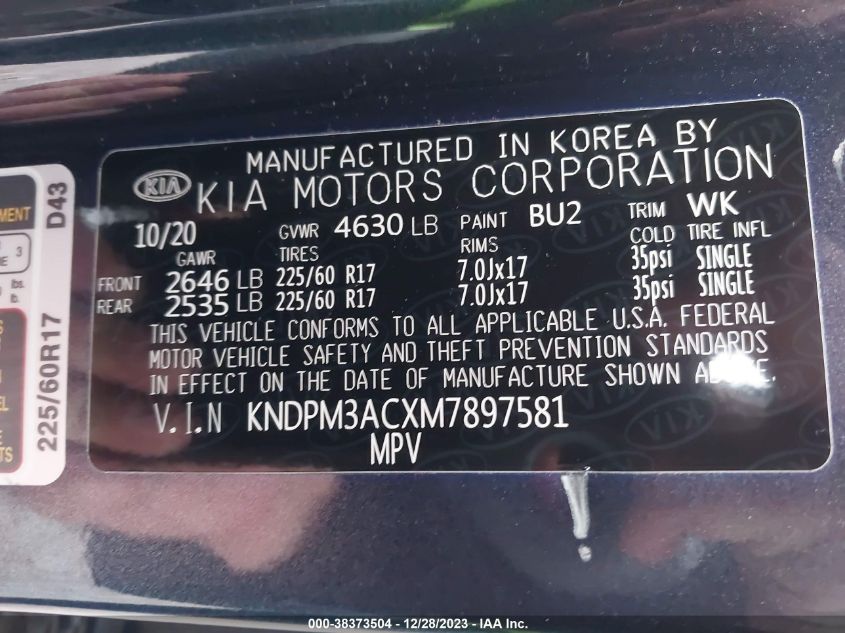 MANUFACTURED IN KOREA BY
KIA KIA MOTORS CORPORATION
10/20 GVWR 4630 LB PAINT BU2 TRIM WK
GAWR TIRES RIMS COLD TIRE INFL
FRONT 2646 LB 225/60 R17 7.0Jx17 35psi SINGLE
REAR 2535 LB 225/60 R17 7.0Jx17 35psi SINGLE
THIS VEHICLE CONFORMS TO ALL APPLICABLE U.S.A. FEDERAL
MOTOR VEHICLE SAFETY AND THEFT PREVENTION STANDARDS
IN EFFECT ON THE DATE OF MANUFACTURE SHOWN
V.I.N KNDPM3ACXM7897581
MPV
D43
225/60R17
3
lbs.
lb.
000-38373504 - 12/28/2023 - IAA Inc.